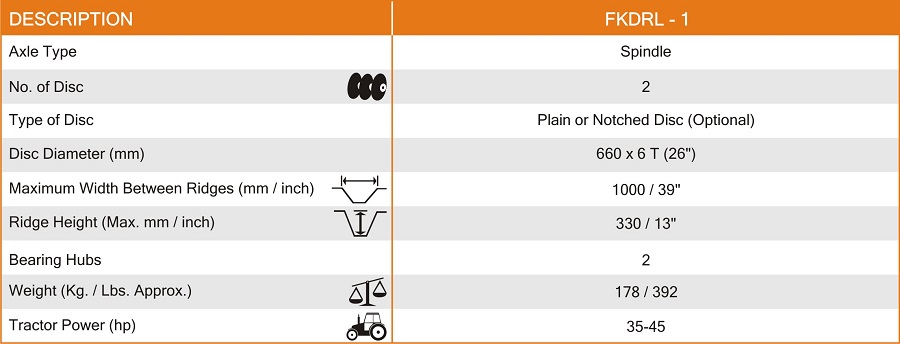 DESCRIPTION FKDRL - 1
Axle Type Spindle
No. of Disc 2
Type of Disc Plain or Notched Disc (Optional)
Disc Diameter (mm) 660 x 6 T (26")
Maximum Width Between Ridges (mm / inch) 1000 / 39"
Ridge Height (Max. mm / inch) 330 / 13"
Bearing Hubs 2
Weight (Kg. / Lbs. Approx.) 178 / 392
Tractor Power (hp) 35-45